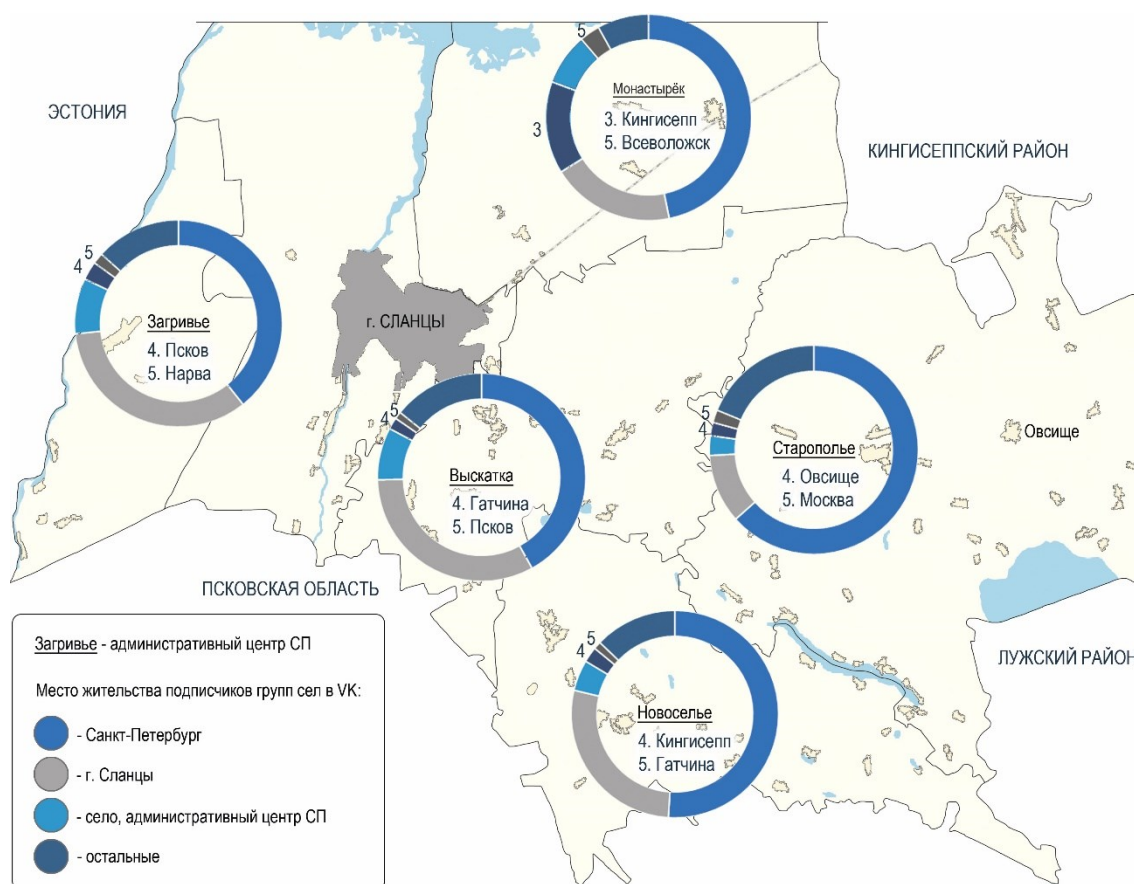 5
Монастырёк
3. Кингисепп
5. Всеволожск
3
ЭСТОНИЯ
КИНГИСЕППСКИЙ РАЙОН
5
4
Загривье
4. Псков
5. Нарва
г. СЛАНЦЫ
5
4
Выскатка
4. Гатчина
5. Псков
5
4
Старополье
4. Овсище
5. Москва
Овсище
ПСКОВСКАЯ ОБЛАСТЬ
5
4
Новоселье
4. Кингисепп
5. Гатчина
ЛУЖСКИЙ РАЙОН
Загривье - административный центр СП
Место жительства подписчиков групп сел в VK:
- Санкт-Петербург
- г. Сланцы
- село, административный центр СП
- остальные